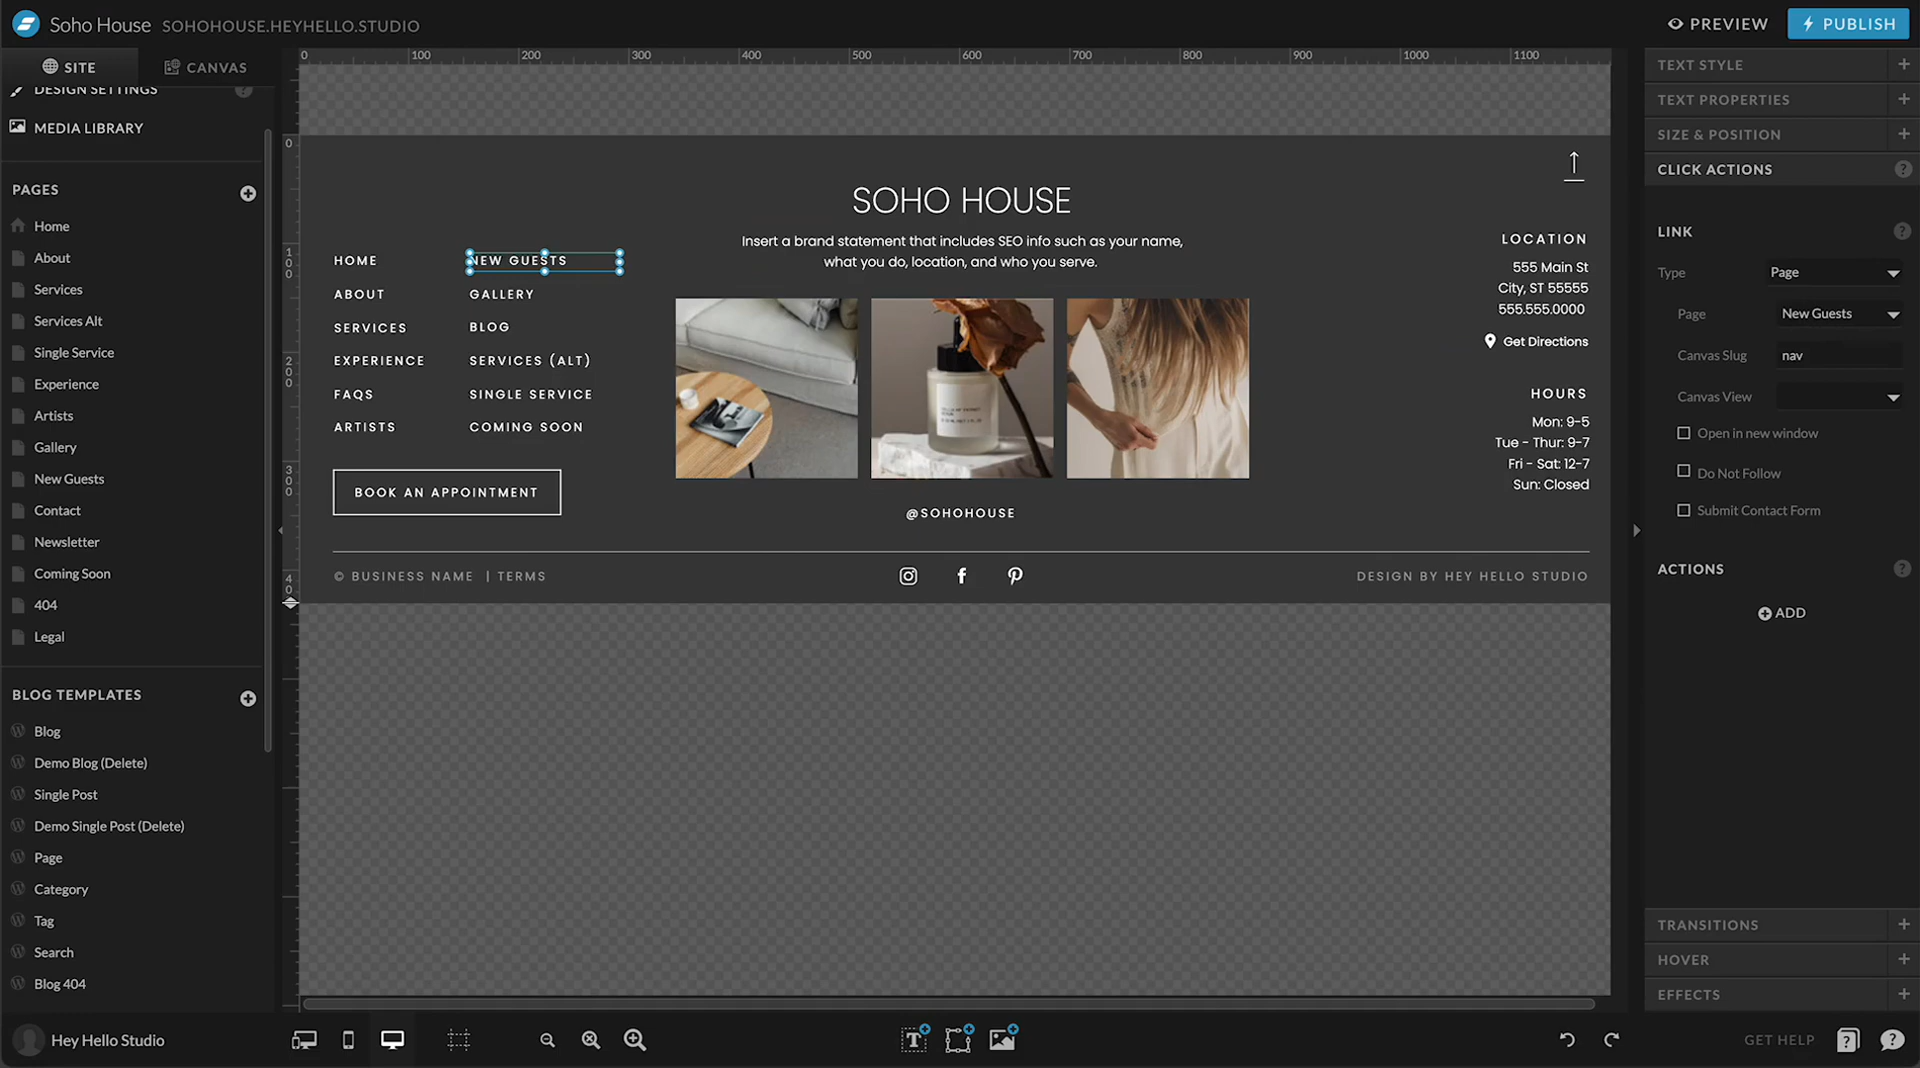 Soho House SOHOHOUSE.HEYHELLO.STUDIO
PREVIEW
PUBLISH
SITE
CANVAS
DESIGN SETTINGS
MEDIA LIBRARY
PAGES
Home
About
Services
Services Alt
Single Service
Experience
Artists
Gallery
New Guests
Contact
Newsletter
Coming Soon
404
Legal
BLOG TEMPLATES
Blog
Demo Blog (Delete)
Single Post
Demo Single Post (Delete)
Page
Category
Tag
Search
Blog 404
Hey Hello Studio
0 100 200 300 400 500 600 700 800 900 1000 1100
0
100
200
300
40
SOHO HOUSE
Insert a brand statement that includes SEO info such as your name,
what you do, location, and who you serve.
HOME
ABOUT
SERVICES
EXPERIENCE
FAQS
ARTISTS
NEW GUESTS
GALLERY
BLOG
SERVICES (ALT)
SINGLE SERVICE
COMING SOON
BOOK AN APPOINTMENT
@SOHOHOUSE
LOCATION
555 Main St
City, ST 55555
555.555.0000
Get Directions
HOURS
Mon: 9-5
Tue - Thur: 9-7
Fri - Sat: 12-7
Sun: Closed
© BUSINESS NAME | TERMS
DESIGN BY HEY HELLO STUDIO
TEXT STYLE
TEXT PROPERTIES
SIZE & POSITION
CLICK ACTIONS
LINK
Type Page
Page New Guests
Canvas Slug nav
Canvas View
Open in new window
Do Not Follow
Submit Contact Form
ACTIONS
ADD
TRANSITIONS
HOVER
EFFECTS
GET HELP